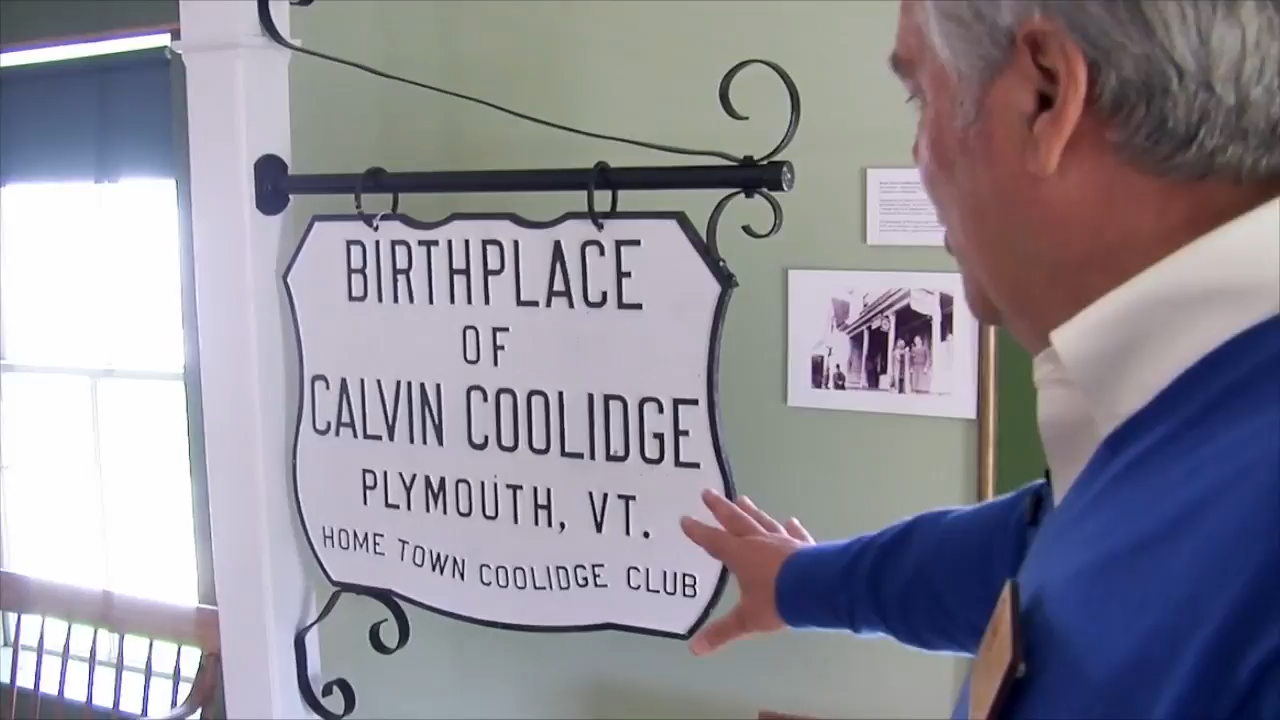 BIRTHPLACE
OF
CALVIN COOLIDGE
PLYMOUTH, VT.
HOME TOWN COOLIDGE CLUB